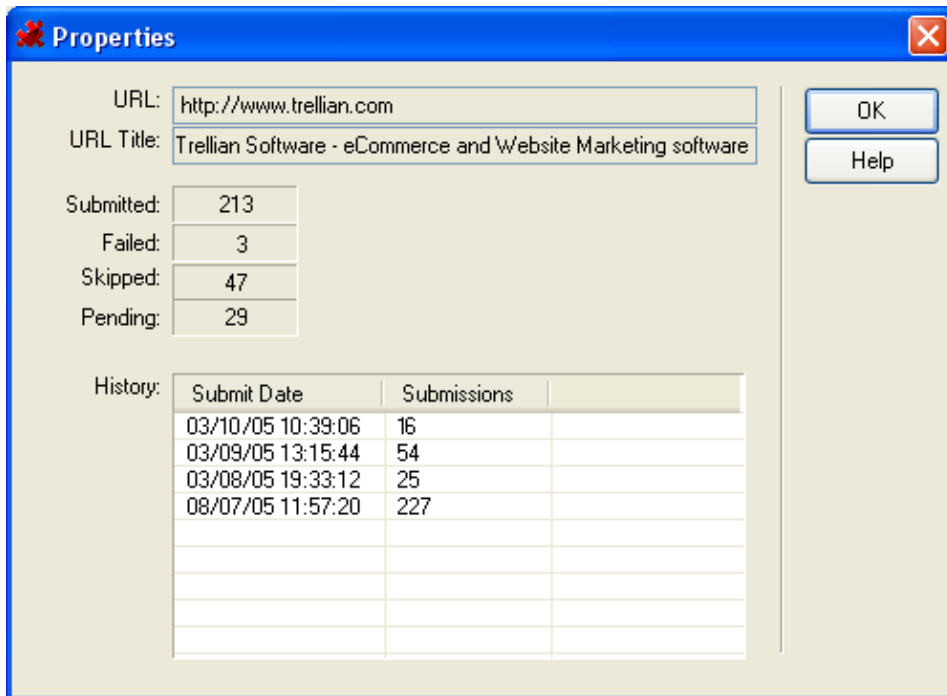 Properties
URL: http://www.trellian.com
OK
URL Title: Trellian Software - eCommerce and Website Marketing software
Help
Submitted: 213
Failed: 3
Skipped: 47
Pending: 29
History: Submit Date Submissions
03/10/05 10:39:06 16
03/09/05 13:15:44 54
03/08/05 19:33:12 25
08/07/05 11:57:20 227